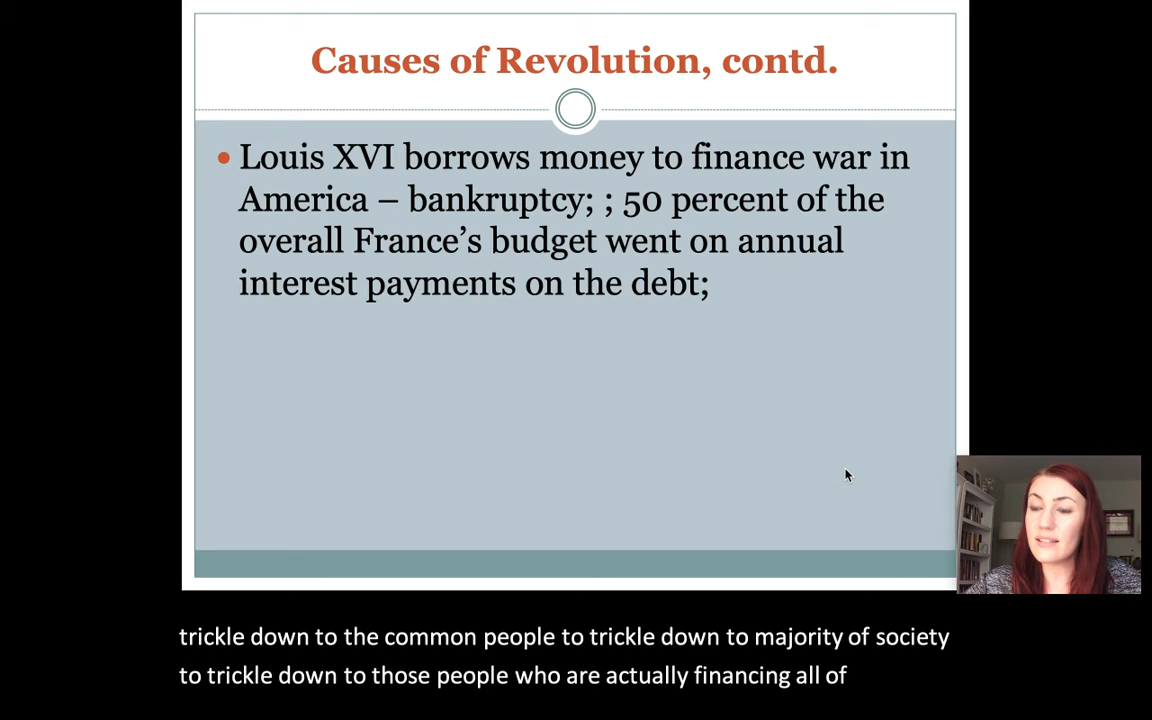 Causes of Revolution, contd.
• Louis XVI borrows money to finance war in
America – bankruptcy; ; 50 percent of the
overall France’s budget went on annual
interest payments on the debt;
trickle down to the common people to trickle down to majority of society
to trickle down to those people who are actually financing all of